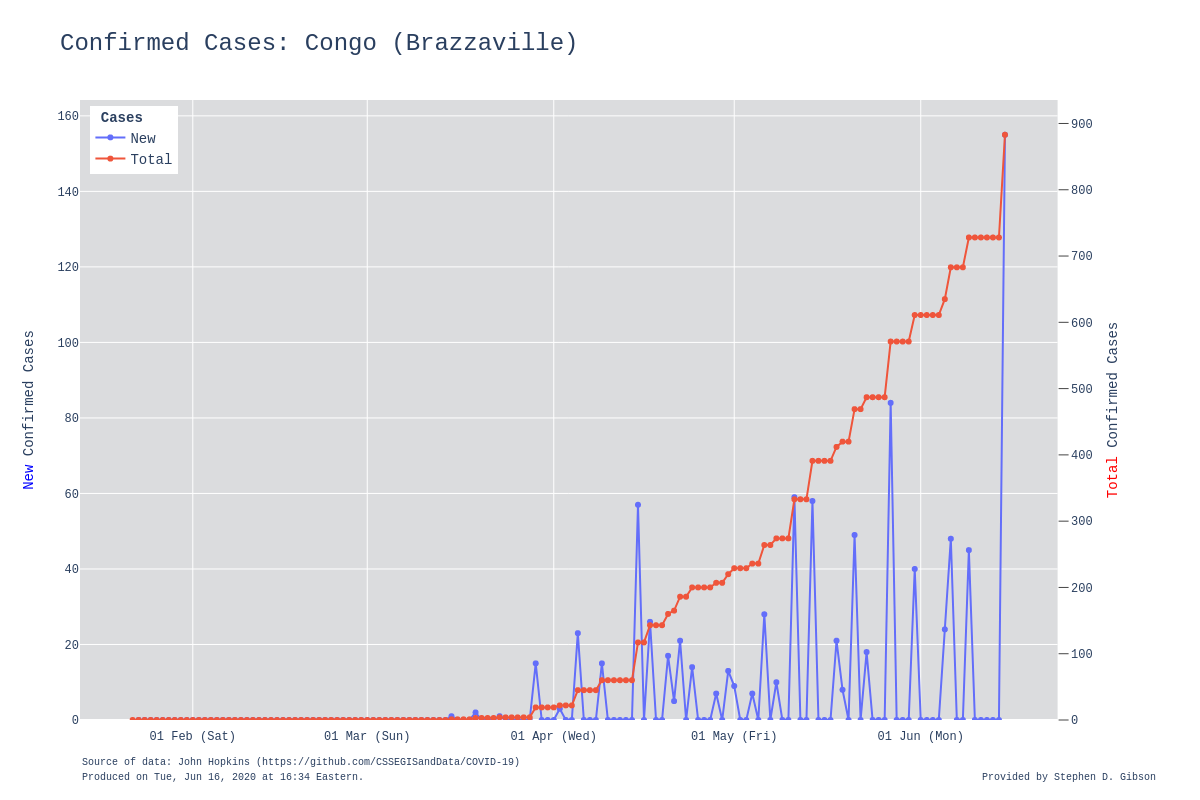 Confirmed Cases: Congo (Brazzaville)
Cases
New
Total
160
140
120
100
80
60
40
20
0
900
800
700
600
500
400
300
200
100
0
New Confirmed Cases
Total Confirmed Cases
01 Feb (Sat)
01 Mar (Sun)
01 Apr (Wed)
01 May (Fri)
01 Jun (Mon)
Source of data: John Hopkins (https://github.com/CSSEGISandData/COVID-19)
Produced on Tue, Jun 16, 2020 at 16:34 Eastern.
Provided by Stephen D. Gibson